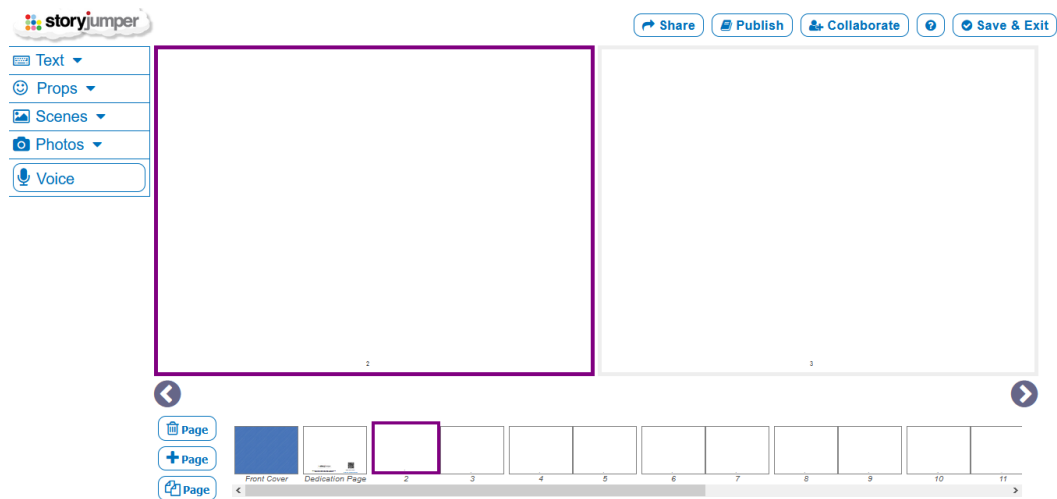 storyjumper
Share
Publish
Collaborate
?
Save & Exit
Text
Props
Scenes
Photos
Voice
2
3
Page
Page
Page
Front Cover
Dedication Page
2
3
4
5
6
7
8
9
10
11